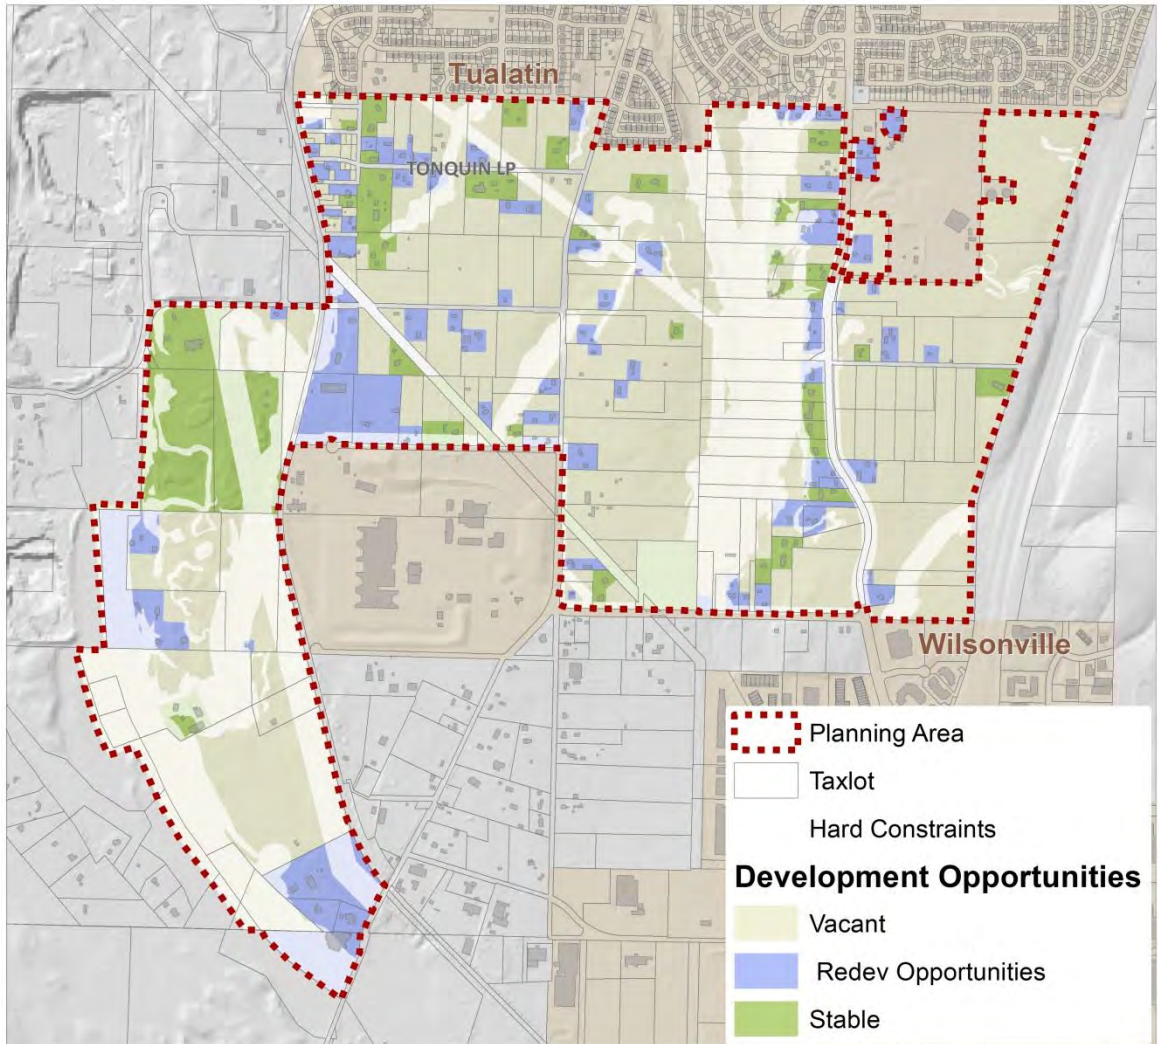 Tualatin
TONQUIN LP
Wilsonville
Planning Area
Taxlot
Hard Constraints
Development Opportunities
Vacant
Redev Opportunities
Stable